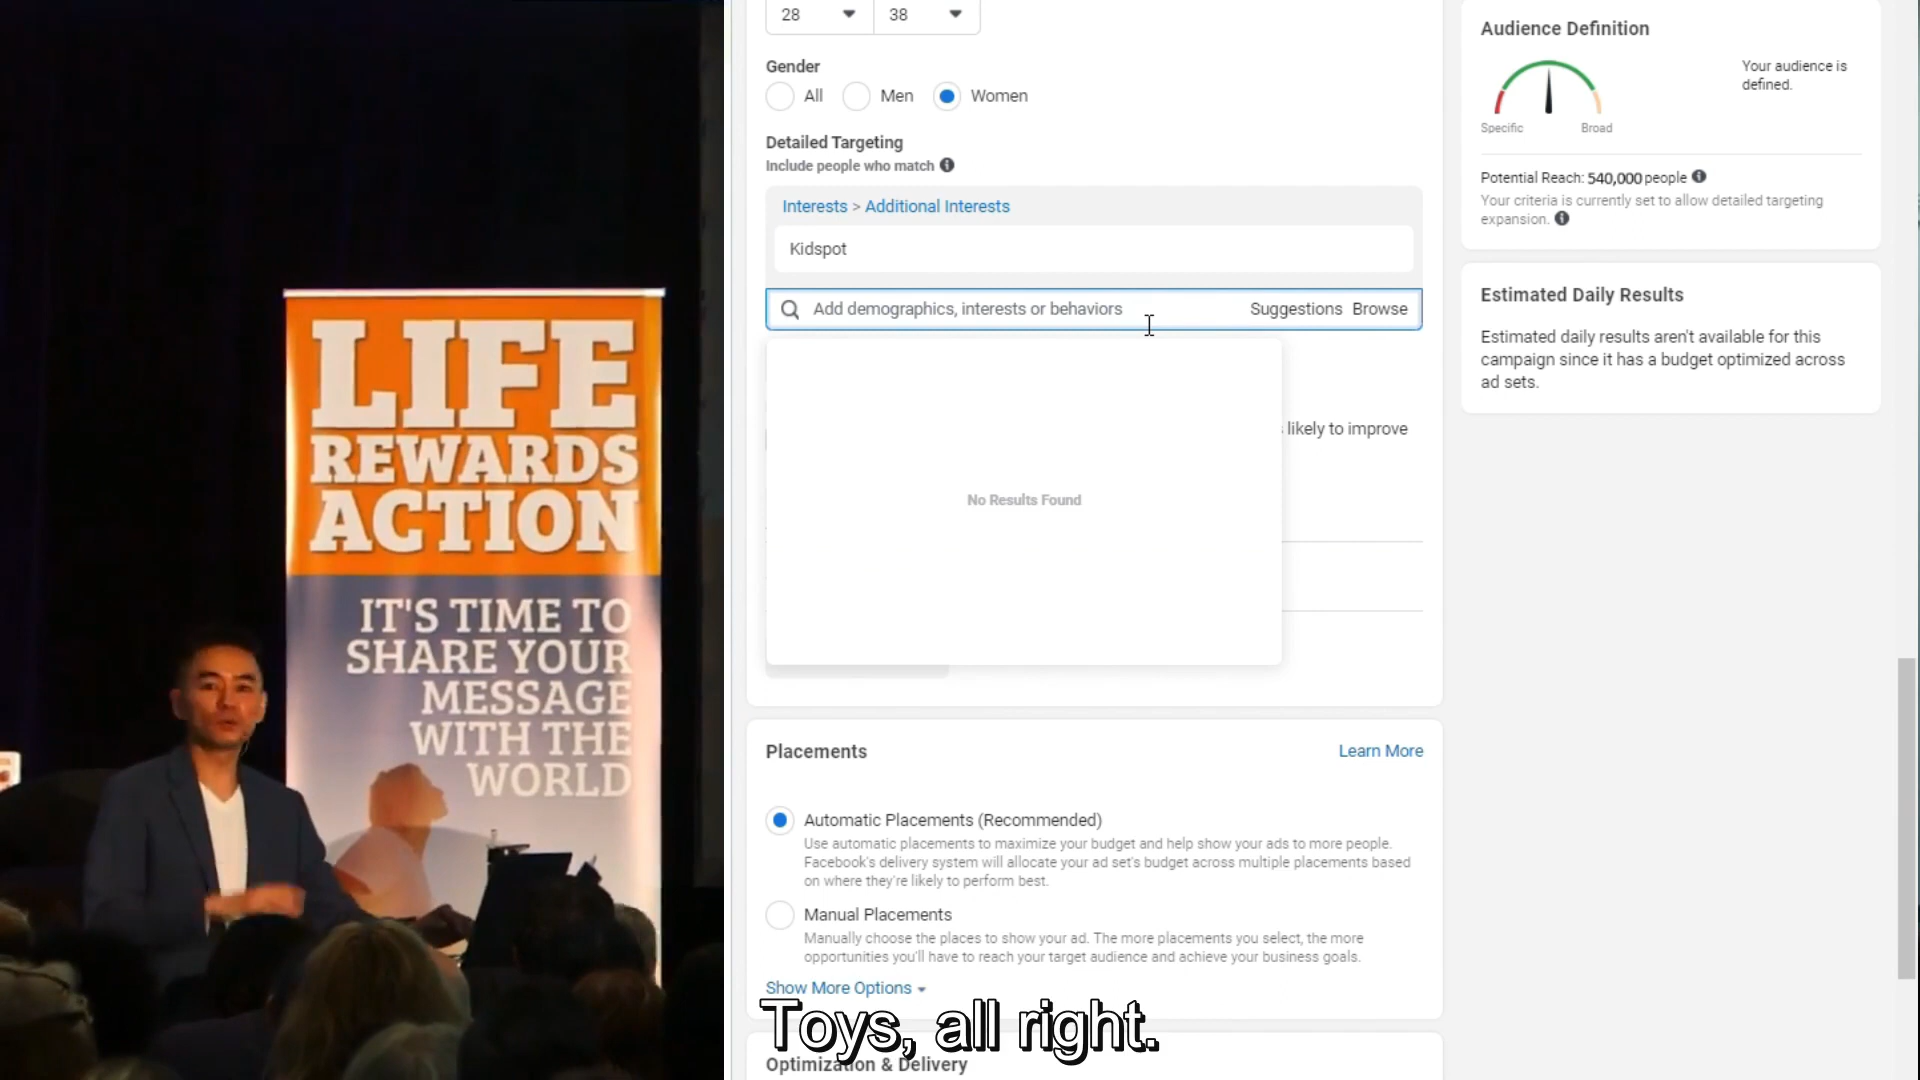 LIFE
REWARDS
ACTION
IT'S TIME TO
SHARE YOUR
MESSAGE
WITH THE
WORLD
28
38
Gender
All
Men
Women
Detailed Targeting
Include people who match
Interests > Additional Interests
Kidspot
Add demographics, interests or behaviors
Suggestions
Browse
likely to improve
No Results Found
Placements
Learn More
Automatic Placements (Recommended)
Use automatic placements to maximize your budget and help show your ads to more people.
Facebook's delivery system will allocate your ad set's budget across multiple placements based
on where they're likely to perform best.
Manual Placements
Manually choose the places to show your ad. The more placements you select, the more
opportunities you'll have to reach your target audience and achieve your business goals.
Show More Options
Toys, all right.
Optimization & Delivery
Audience Definition
Your audience is
defined.
Specific
Broad
Potential Reach: 540,000 people
Your criteria is currently set to allow detailed targeting
expansion.
Estimated Daily Results
Estimated daily results aren't available for this
campaign since it has a budget optimized across
ad sets.